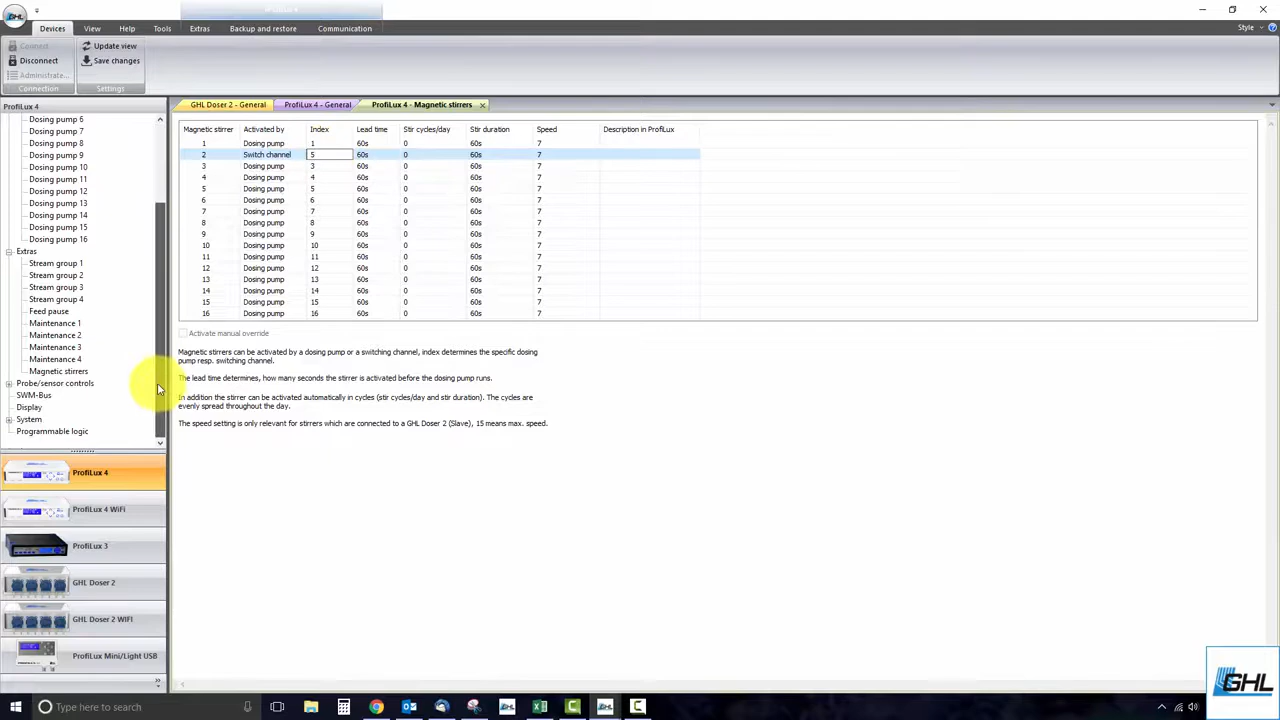 ProfiLux 4
Devices View Help Tools Extras Backup and restore Communication Style
Connect Update view
Disconnect Save changes
Administrate...
Connection Settings
ProfiLux 4
GHL Doser 2 - General ProfiLux 4 - General ProfiLux 4 - Magnetic stirrers
Dosing pump 6
Dosing pump 7
Dosing pump 8
Dosing pump 9
Dosing pump 10
Dosing pump 11
Dosing pump 12
Dosing pump 13
Dosing pump 14
Dosing pump 15
Dosing pump 16
Extras
Stream group 1
Stream group 2
Stream group 3
Stream group 4
Feed pause
Maintenance 1
Maintenance 2
Maintenance 3
Maintenance 4
Magnetic stirrers
Probe/sensor controls
SWM-Bus
Display
System
Programmable logic
ProfiLux 4
ProfiLux 4 WiFi
ProfiLux 3
GHL Doser 2
GHL Doser 2 WIFI
ProfiLux Mini/Light USB
Magnetic stirrer Activated by Index Lead time Stir cycles/day Stir duration Speed Description in ProfiLux
1 Dosing pump 1 60s 0 60s 7
2 Switch channel 5 60s 0 60s 7
3 Dosing pump 3 60s 0 60s 7
4 Dosing pump 4 60s 0 60s 7
5 Dosing pump 5 60s 0 60s 7
6 Dosing pump 6 60s 0 60s 7
7 Dosing pump 7 60s 0 60s 7
8 Dosing pump 8 60s 0 60s 7
9 Dosing pump 9 60s 0 60s 7
10 Dosing pump 10 60s 0 60s 7
11 Dosing pump 11 60s 0 60s 7
12 Dosing pump 12 60s 0 60s 7
13 Dosing pump 13 60s 0 60s 7
14 Dosing pump 14 60s 0 60s 7
15 Dosing pump 15 60s 0 60s 7
16 Dosing pump 16 60s 0 60s 7
Activate manual override
Magnetic stirrers can be activated by a dosing pump or a switching channel, index determines the specific dosing
pump resp. switching channel.
The lead time determines, how many seconds the stirrer is activated before the dosing pump runs.
In addition the stirrer can be activated automatically in cycles (stir cycles/day and stir duration). The cycles are
evenly spread throughout the day.
The speed setting is only relevant for stirrers which are connected to a GHL Doser 2 (Slave), 15 means max. speed.
GHL
Type here to search